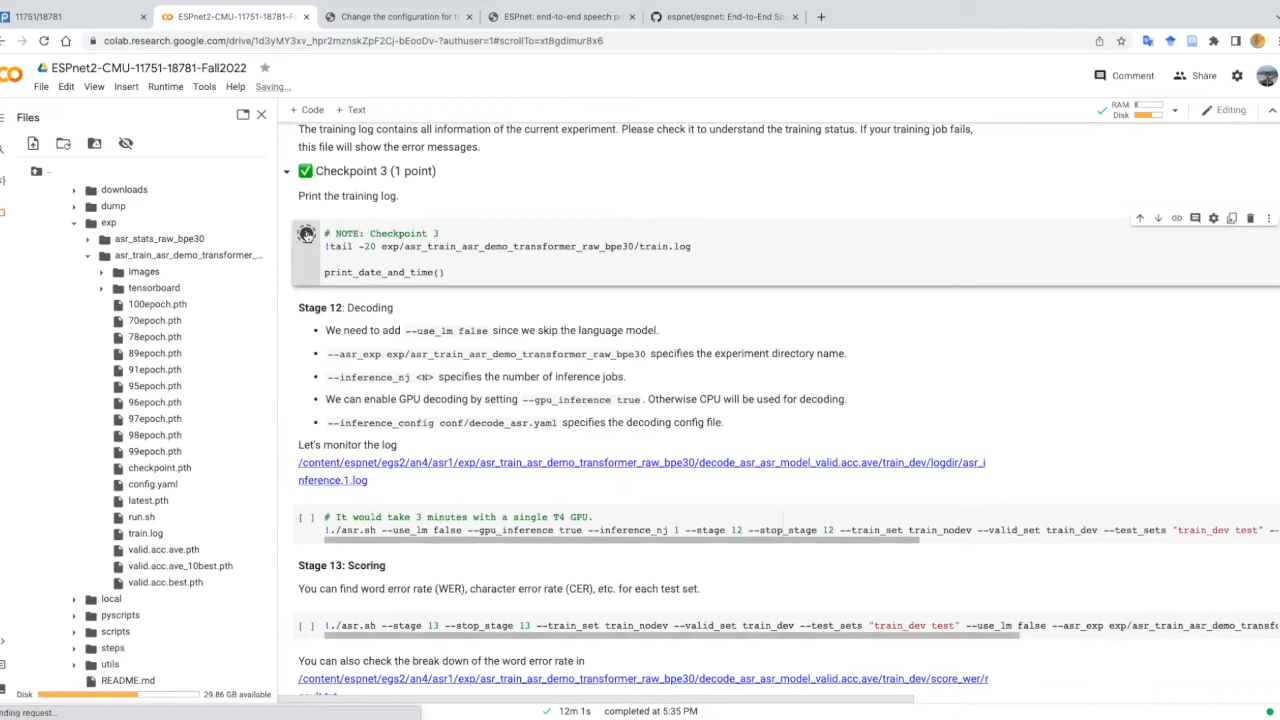 11751/18781
ESPnet2-CMU-11751-18781-F
Change the configuration for t
ESPnet: end-to-end speech p
espnet/espnet: End-to-End Sp
colab.research.google.com/drive/1d3yMY3xv_hpr2mznskZpF2Cj-bEooDv-?authuser=1#scrollTo=xt8gdimur8x6
ESPnet2-CMU-11751-18781-Fall2022
File Edit View Insert Runtime Tools Help Saving...
Comment Share
Files
+ Code + Text
RAM
Disk
Editing
..
downloads
dump
exp
asr_stats_raw_bpe30
asr_train_asr_demo_transformer_...
images
tensorboard
100epoch.pth
70epoch.pth
78epoch.pth
89epoch.pth
91epoch.pth
95epoch.pth
96epoch.pth
97epoch.pth
98epoch.pth
99epoch.pth
checkpoint.pth
config.yaml
latest.pth
run.sh
train.log
valid.acc.ave.pth
valid.acc.ave_10best.pth
valid.acc.best.pth
local
pyscripts
scripts
steps
utils
README.md
Disk 29.86 GB available
The training log contains all information of the current experiment. Please check it to understand the training status. If your training job fails,
this file will show the error messages.
Checkpoint 3 (1 point)
Print the training log.
# NOTE: Checkpoint 3
!tail -20 exp/asr_train_asr_demo_transformer_raw_bpe30/train.log
print_date_and_time()
Stage 12: Decoding
• We need to add --use_lm false since we skip the language model.
• --asr_exp exp/asr_train_asr_demo_transformer_raw_bpe30 specifies the experiment directory name.
• --inference_nj <N> specifies the number of inference jobs.
• We can enable GPU decoding by setting --gpu_inference true. Otherwise CPU will be used for decoding.
• --inference_config conf/decode_asr.yaml specifies the decoding config file.
Let's monitor the log
/content/espnet/egs2/an4/asr1/exp/asr_train_asr_demo_transformer_raw_bpe30/decode_asr_asr_model_valid.acc.ave/train_dev/logdir/asr_i
nference.1.log
[ ] # It would take 3 minutes with a single T4 GPU.
!./asr.sh --use_lm false --gpu_inference true --inference_nj 1 --stage 12 --stop_stage 12 --train_set train_nodev --valid_set train_dev --test_sets "train_dev test" --
Stage 13: Scoring
You can find word error rate (WER), character error rate (CER), etc. for each test set.
[ ] !./asr.sh --stage 13 --stop_stage 13 --train_set train_nodev --valid_set train_dev --test_sets "train_dev test" --use_lm false --asr_exp exp/asr_train_asr_demo_transf
You can also check the break down of the word error rate in
/content/espnet/egs2/an4/asr1/exp/asr_train_asr_demo_transformer_raw_bpe30/decode_asr_asr_model_valid.acc.ave/train_dev/score_wer/r
nding request...
12m 1s completed at 5:35 PM